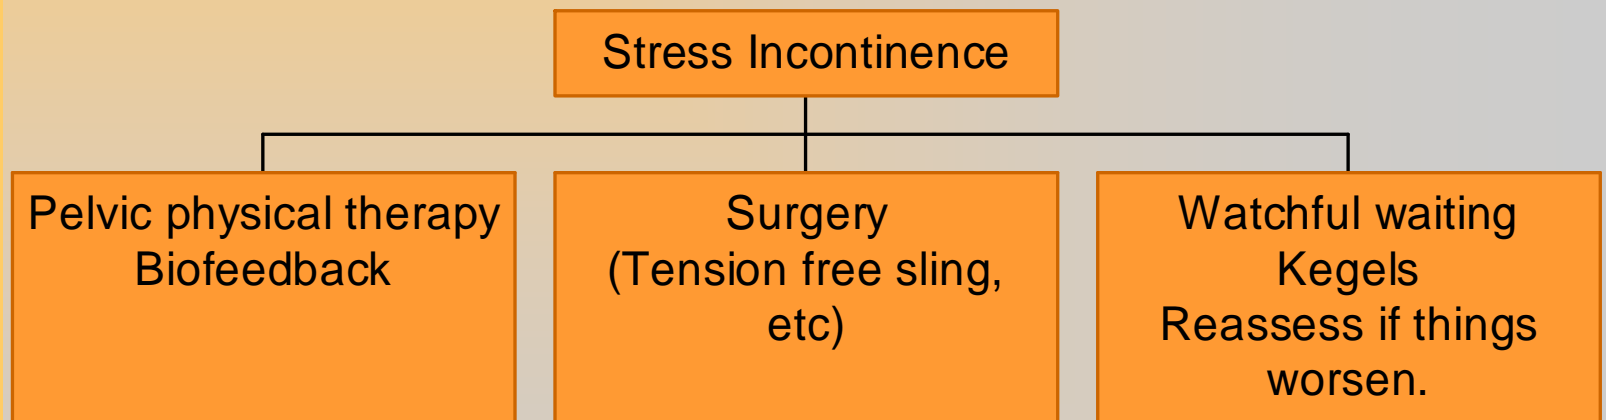 Stress Incontinence
Pelvic physical therapy
Biofeedback
Surgery
(Tension free sling,
etc)
Watchful waiting
Kegels
Reassess if things
worsen.